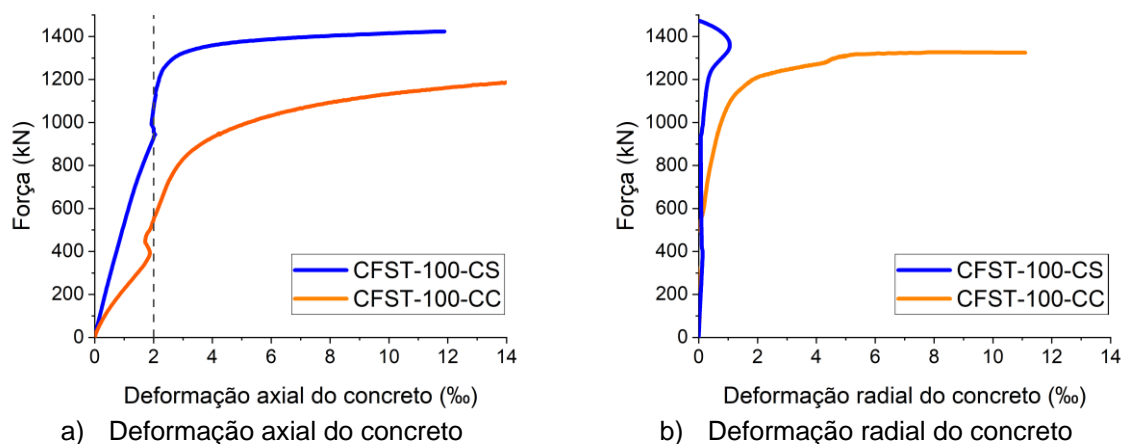 1400
1200
1000
800
600
400
200
0
Força (kN)
CFST-100-CS
CFST-100-CC
0 2 4 6 8 10 12 14
Deformação axial do concreto (‰)
a) Deformação axial do concreto
1400
1200
1000
800
600
400
200
0
Força (kN)
CFST-100-CS
CFST-100-CC
0 2 4 6 8 10 12 14
Deformação radial do concreto (‰)
b) Deformação radial do concreto